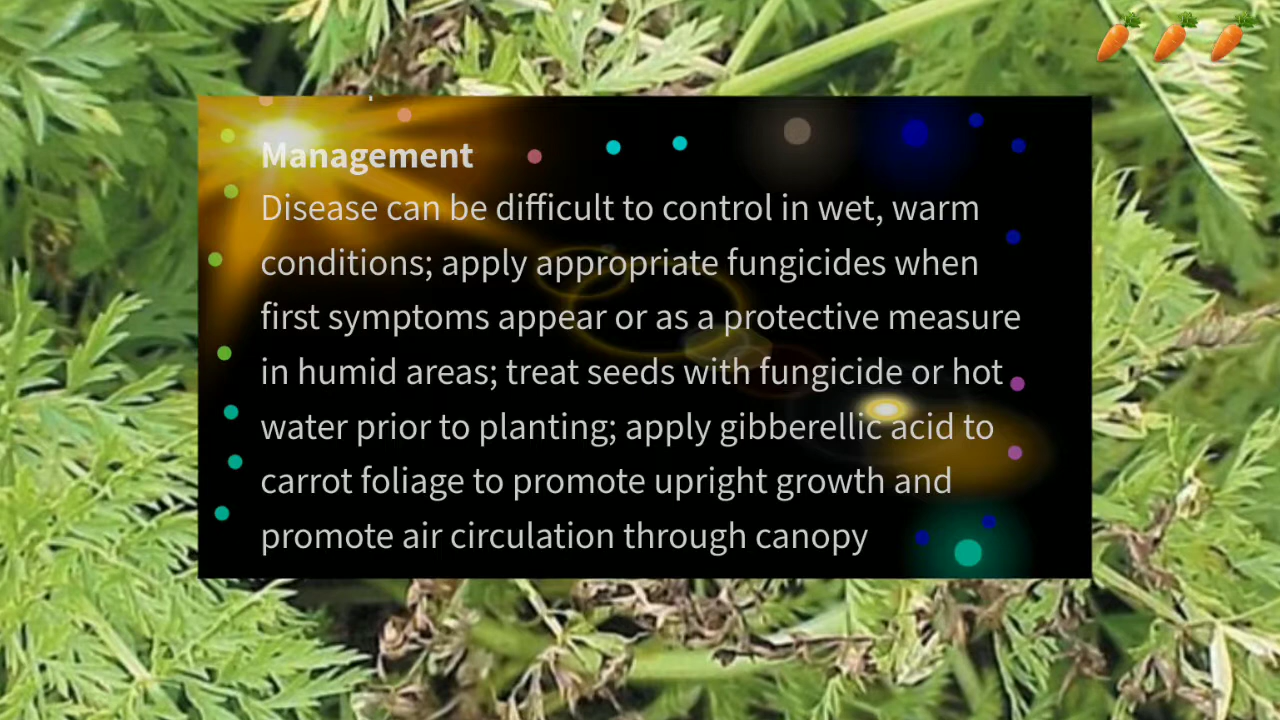 Management
Disease can be difficult to control in wet, warm
conditions; apply appropriate fungicides when
first symptoms appear or as a protective measure
in humid areas; treat seeds with fungicide or hot
water prior to planting; apply gibberellic acid to
carrot foliage to promote upright growth and
promote air circulation through canopy